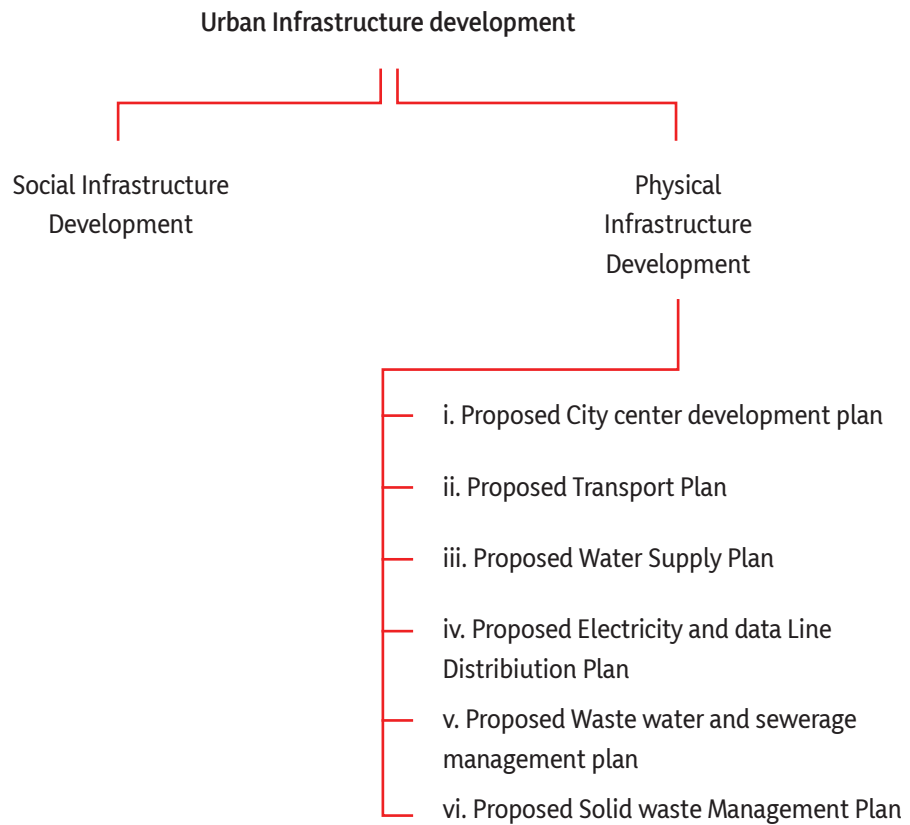 Urban Infrastructure development
Social Infrastructure
Development
Physical
Infrastructure
Development
i. Proposed City center development plan
ii. Proposed Transport Plan
iii. Proposed Water Supply Plan
iv. Proposed Electricity and data Line
Distribiution Plan
v. Proposed Waste water and sewerage
management plan
vi. Proposed Solid waste Management Plan